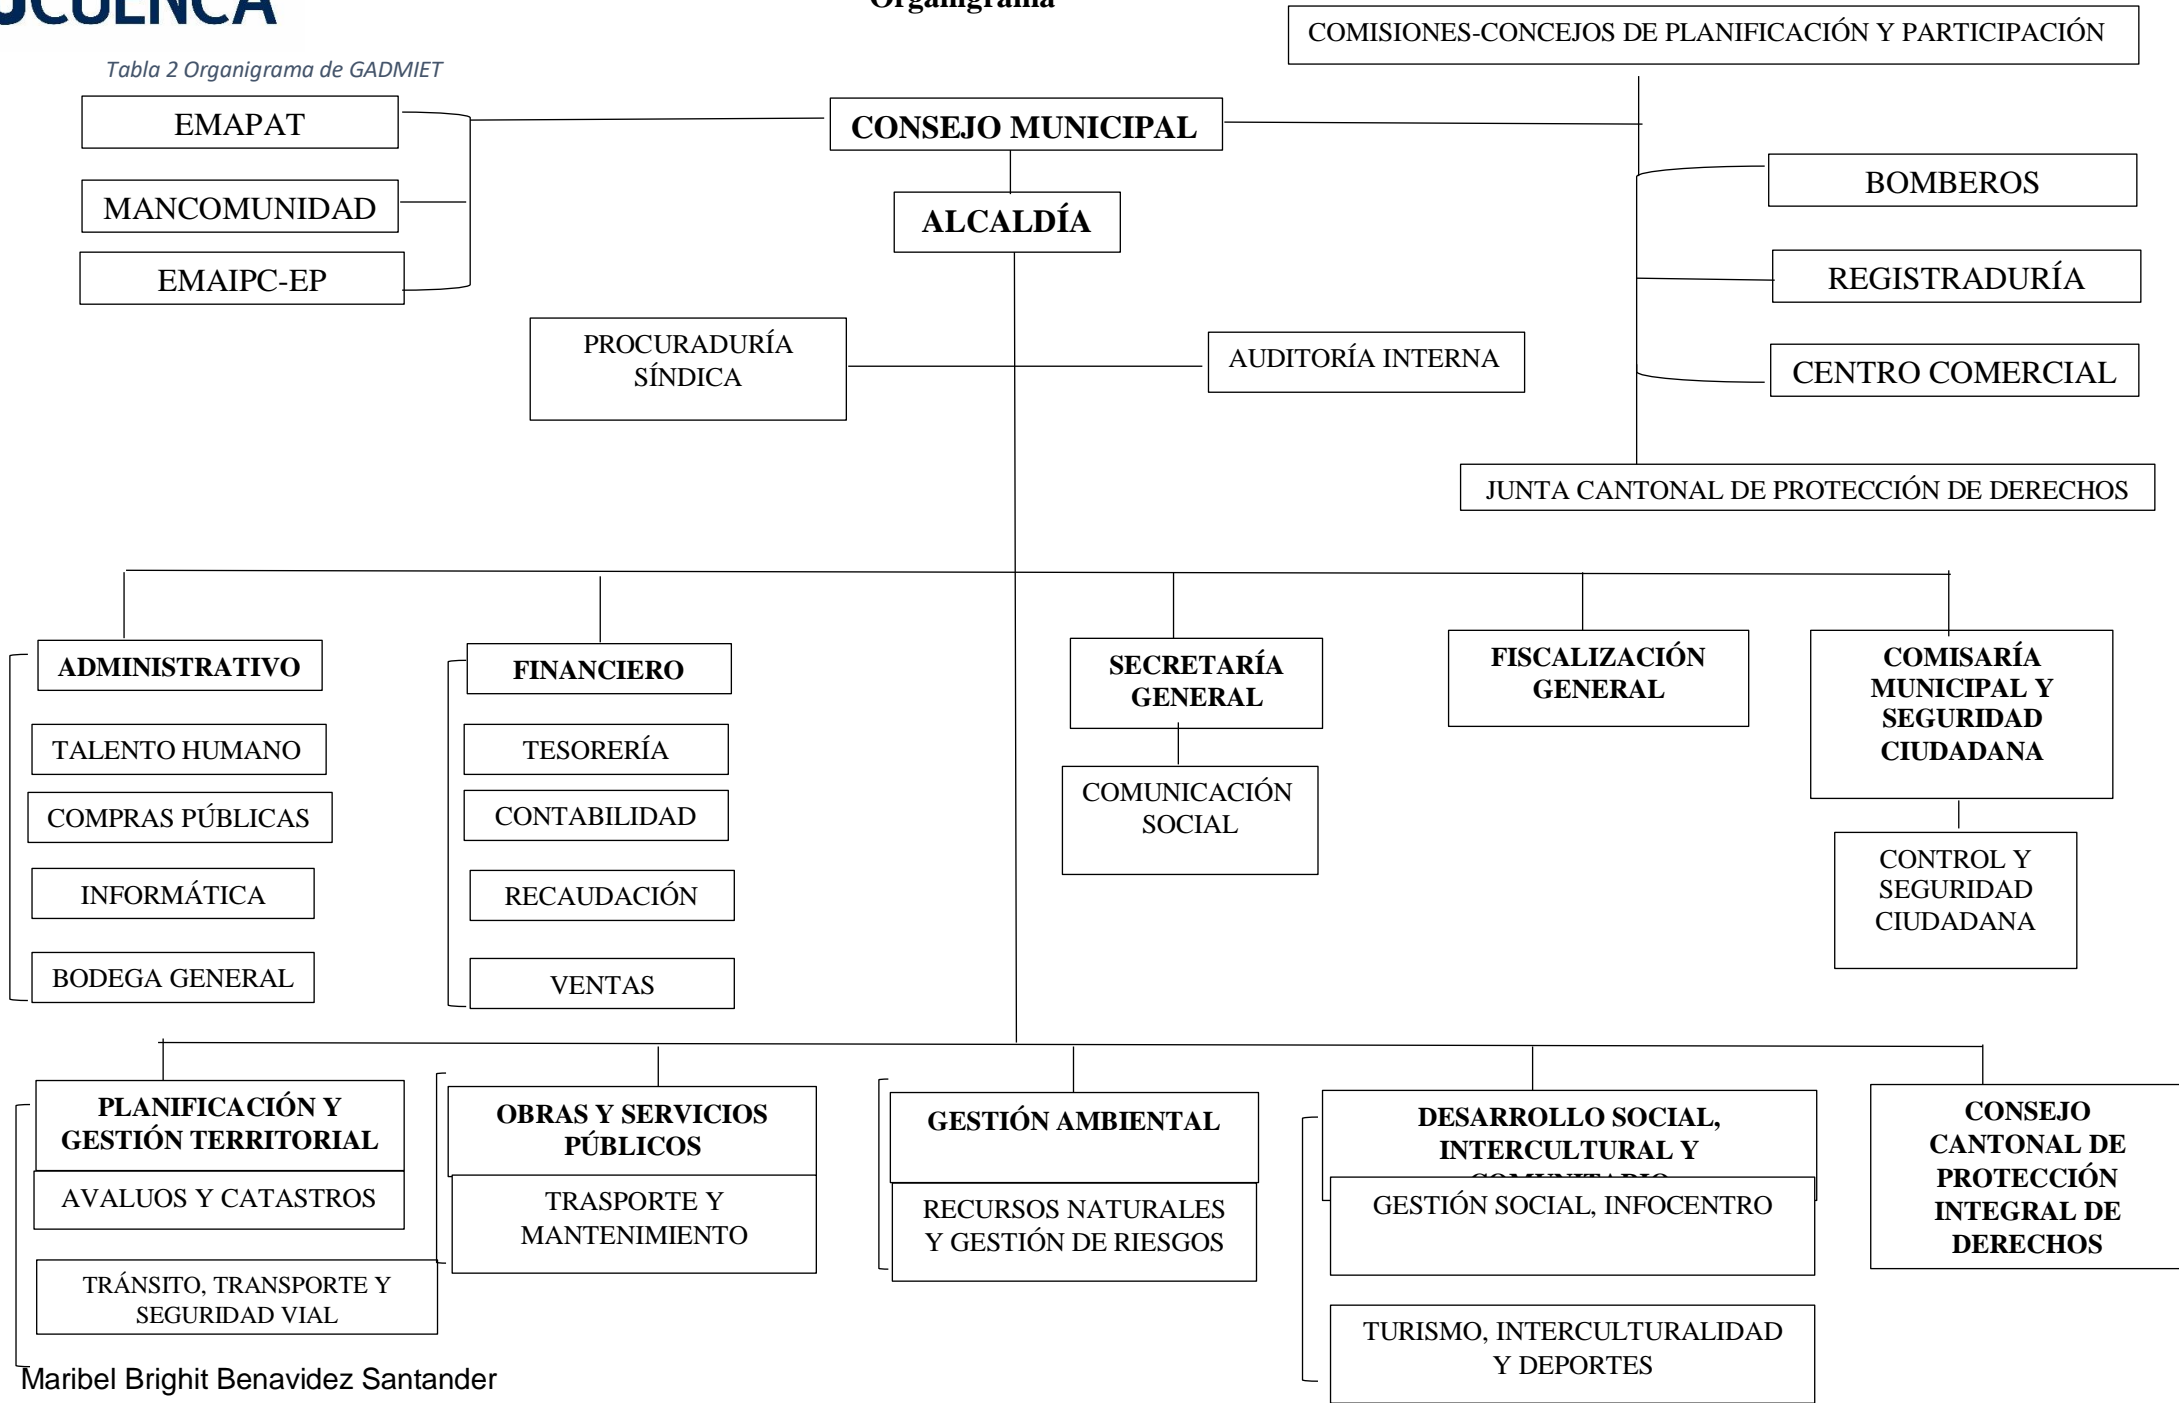 UCUENCA
Organigrama
Tabla 2 Organigrama de GADMIET
COMISIONES-CONCEJOS DE PLANIFICACIÓN Y PARTICIPACIÓN
EMAPAT
MANCOMUNIDAD
EMAIPC-EP
CONSEJO MUNICIPAL
ALCALDÍA
BOMBEROS
REGISTRADURÍA
CENTRO COMERCIAL
JUNTA CANTONAL DE PROTECCIÓN DE DERECHOS
PROCURADURÍA
SÍNDICA
AUDITORÍA INTERNA
ADMINISTRATIVO
TALENTO HUMANO
COMPRAS PÚBLICAS
INFORMÁTICA
BODEGA GENERAL
FINANCIERO
TESORERÍA
CONTABILIDAD
RECAUDACIÓN
VENTAS
SECRETARÍA
GENERAL
COMUNICACIÓN
SOCIAL
FISCALIZACIÓN
GENERAL
COMISARÍA
MUNICIPAL Y
SEGURIDAD
CIUDADANA
CONTROL Y
SEGURIDAD
CIUDADANA
PLANIFICACIÓN Y
GESTIÓN TERRITORIAL
AVALUOS Y CATASTROS
TRÁNSITO, TRANSPORTE Y
SEGURIDAD VIAL
OBRAS Y SERVICIOS
PÚBLICOS
TRASPORTE Y
MANTENIMIENTO
GESTIÓN AMBIENTAL
RECURSOS NATURALES
Y GESTIÓN DE RIESGOS
DESARROLLO SOCIAL,
INTERCULTURAL Y
COMUNITARIO
GESTIÓN SOCIAL, INFOCENTRO
TURISMO, INTERCULTURALIDAD
Y DEPORTES
CONSEJO
CANTONAL DE
PROTECCIÓN
INTEGRAL DE
DERECHOS
Maribel Brighit Benavidez Santander